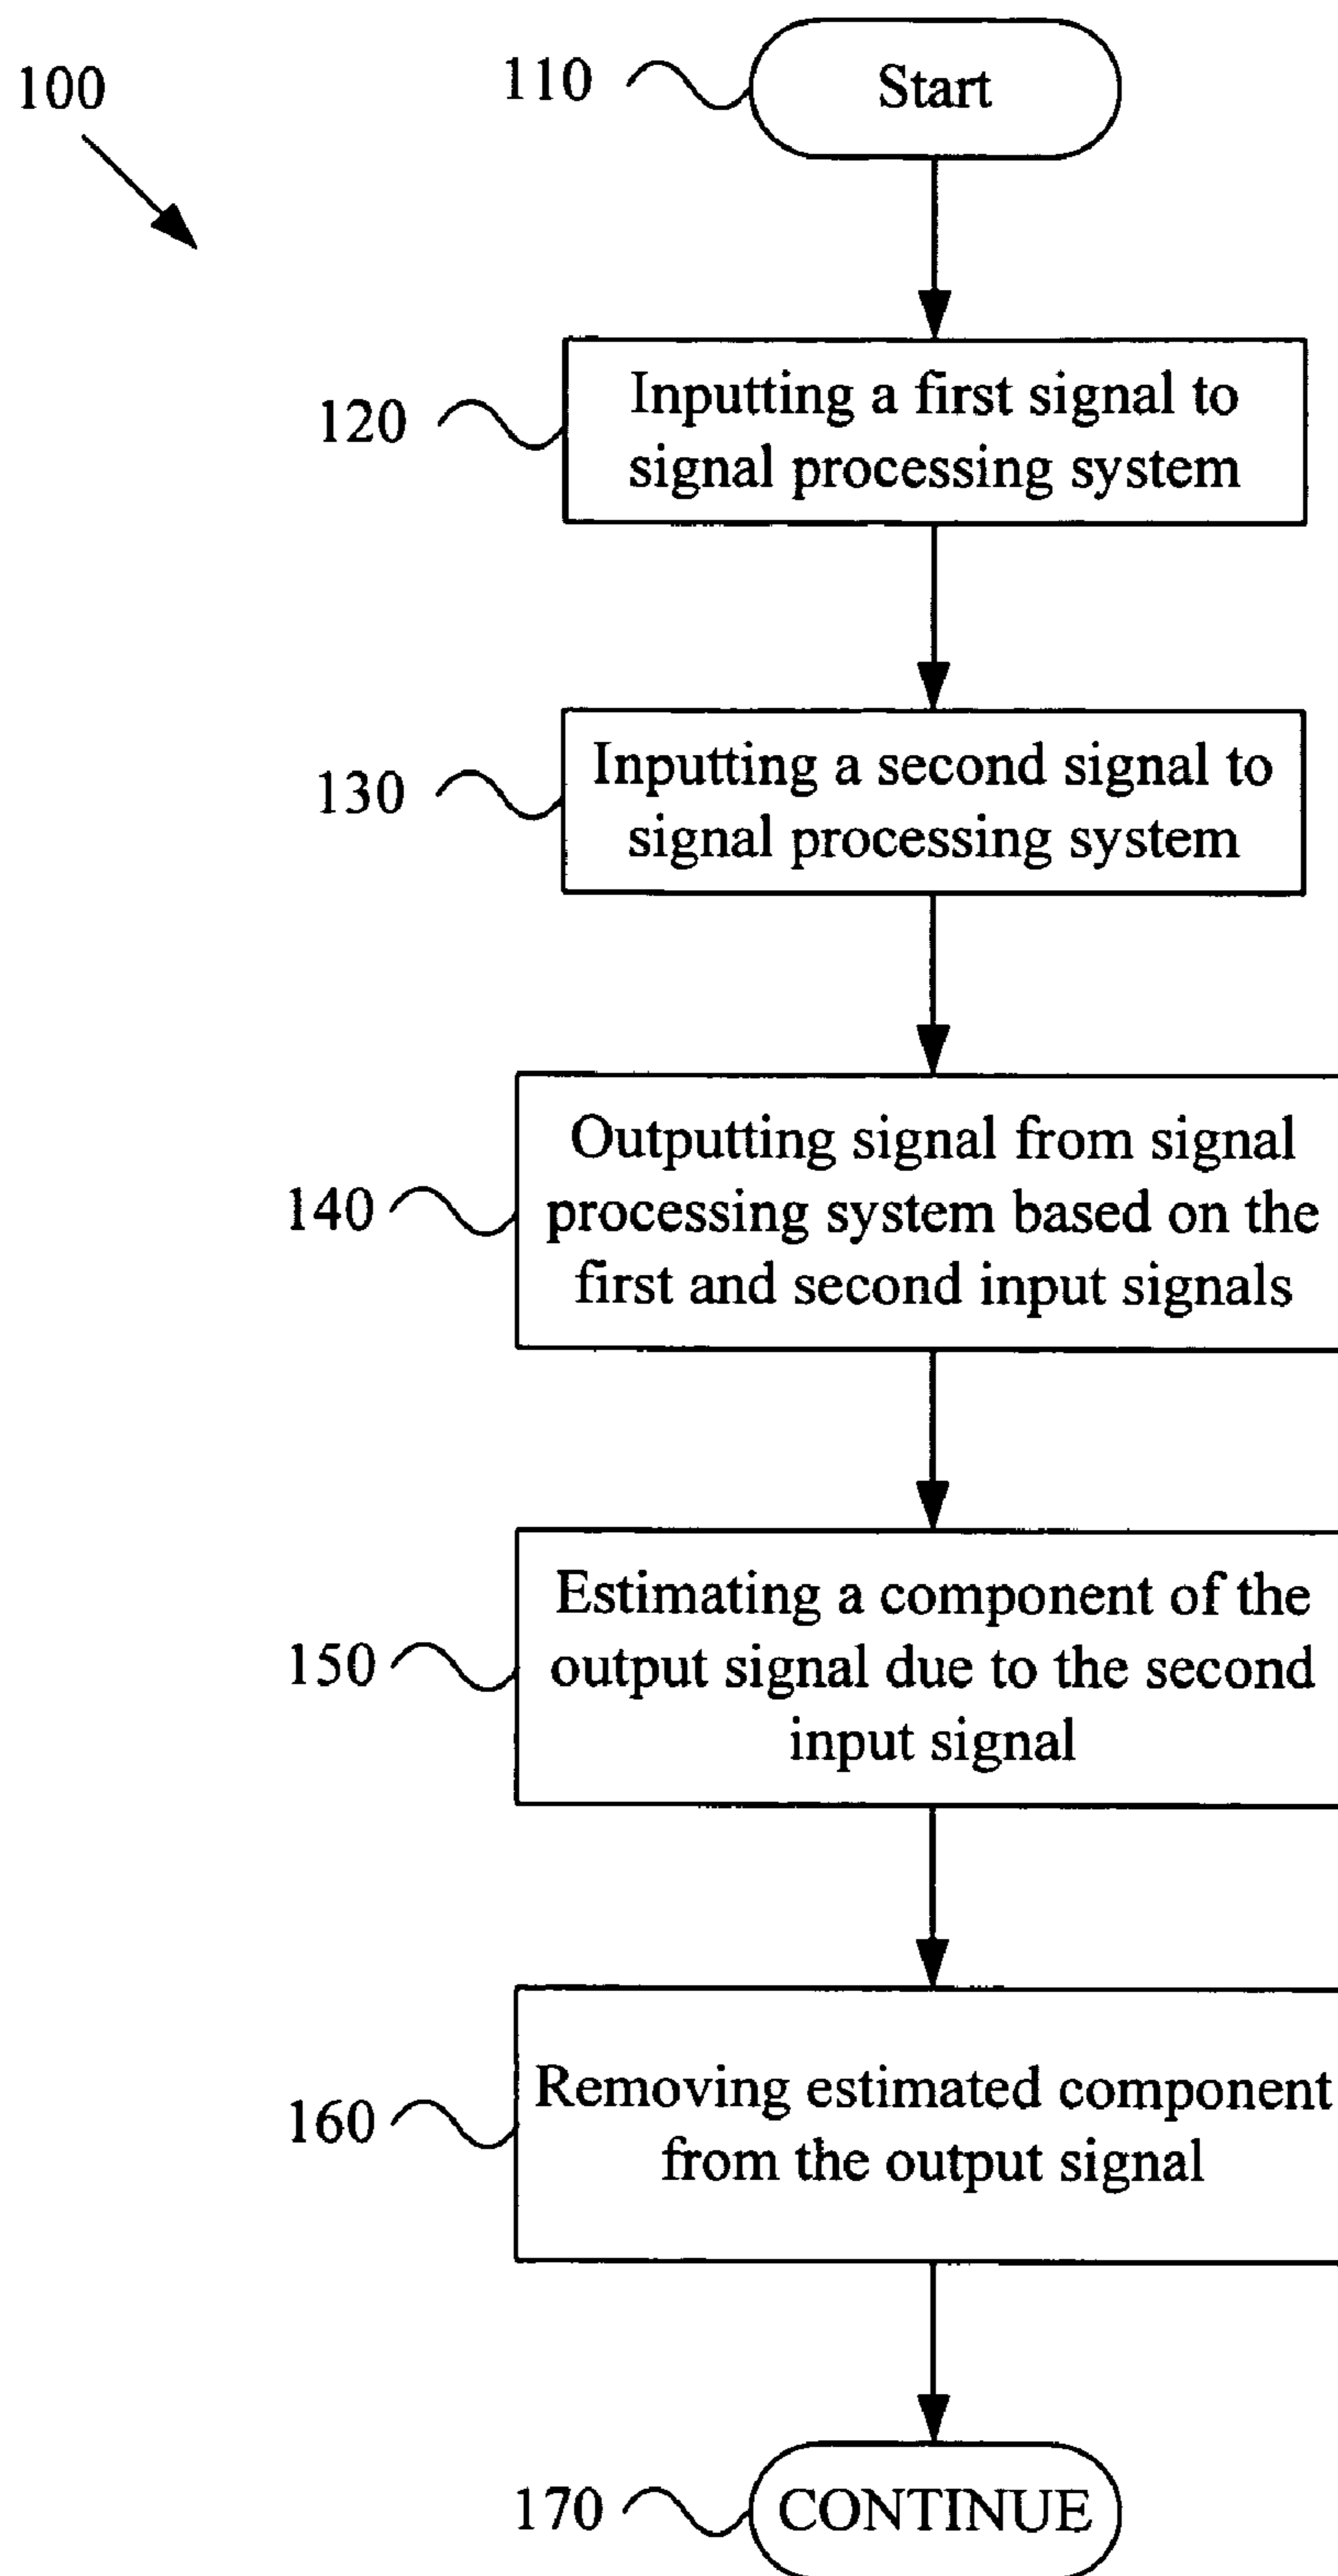 100
110
Start
120
Inputting a first signal to
signal processing system
130
Inputting a second signal to
signal processing system
140
Outputting signal from signal
processing system based on the
first and second input signals
150
Estimating a component of the
output signal due to the second
input signal
160
Removing estimated component
from the output signal
170
CONTINUE